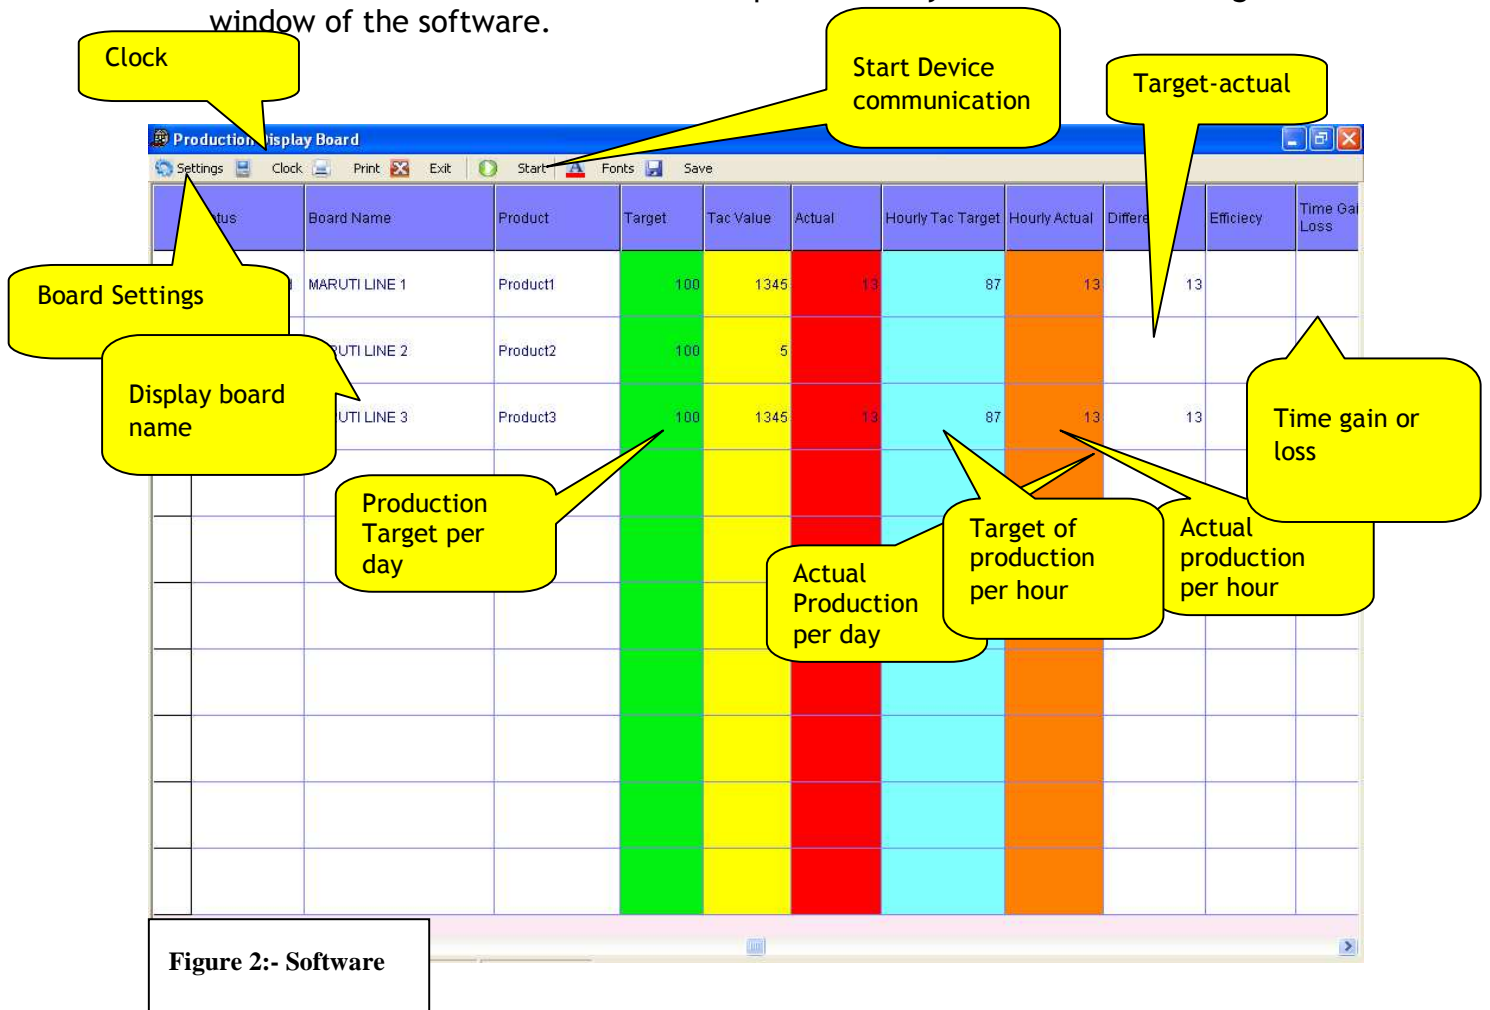 window of the software.
Clock
Start Device
communication
Target-actual
Production Display Board
Settings Clock Print Exit Start Fonts Save
Board Name Product Target Tac Value Actual Hourly Tac Target Hourly Actual Efficiecy Time Gai
Loss
MARUTI LINE 1 Product1 100 1345 13 87 13 13
Board Settings
LINE 2 Product2 100 5
Display board
name
LINE 3 Product3 100 1345 13 87 13 13
Time gain or
loss
Production
Target per
day
Target of
production
per hour
Actual
production
per hour
Actual
Production
per day
Figure 2:- Software